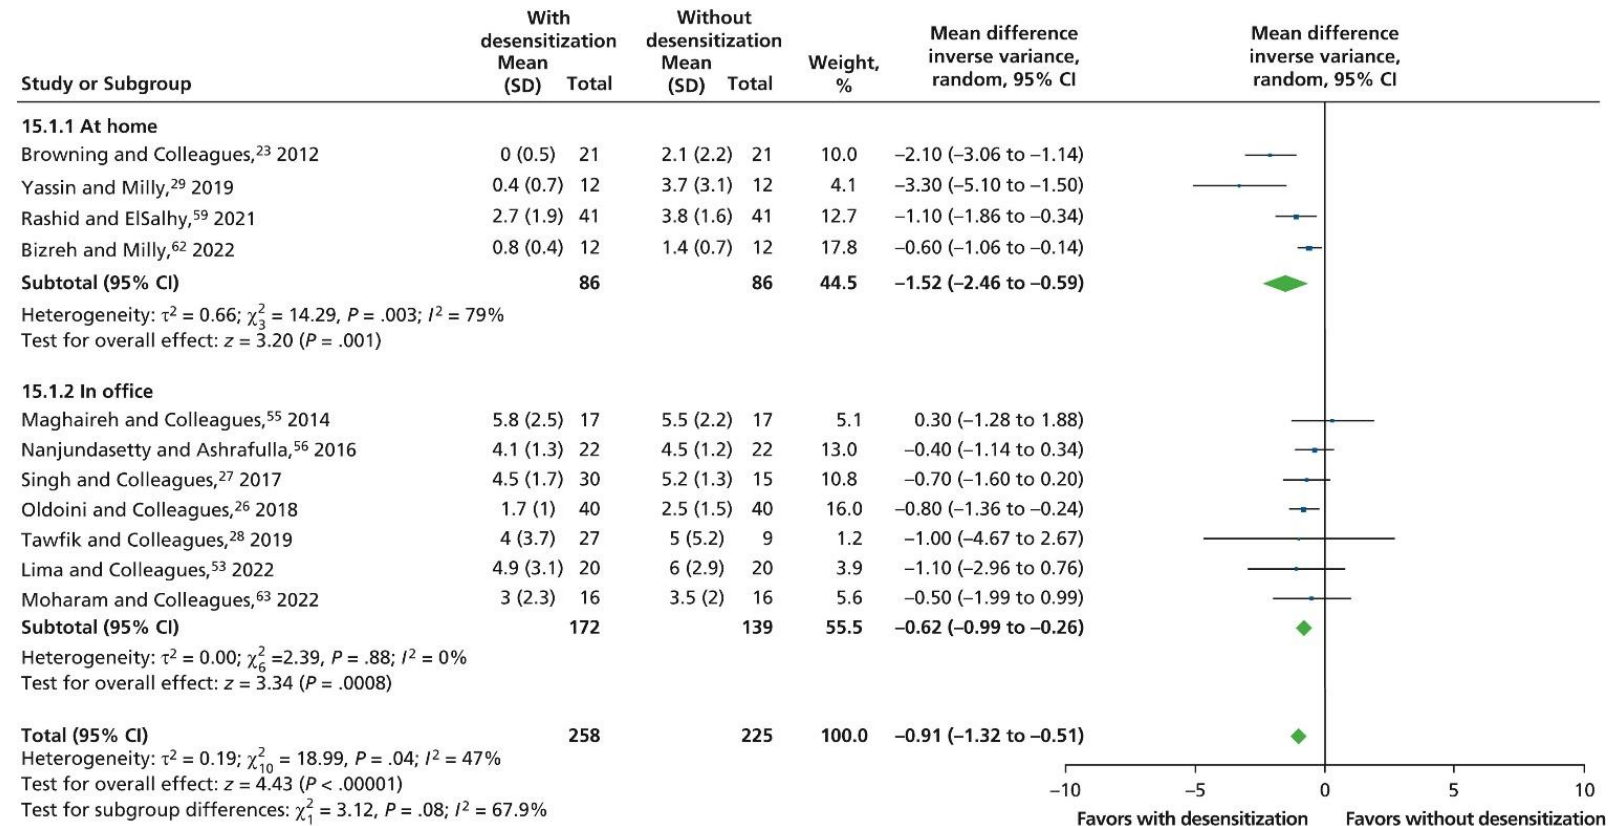 With desensitization Without desensitization Mean difference inverse variance, random, 95% CI Mean difference inverse variance, random, 95% CI
Study or Subgroup Mean (SD) Total Mean (SD) Total Weight, %
15.1.1 At home
Browning and Colleagues,²³ 2012 0 (0.5) 21 2.1 (2.2) 21 10.0 −2.10 (−3.06 to −1.14)
Yassin and Milly,²⁹ 2019 0.4 (0.7) 12 3.7 (3.1) 12 4.1 −3.30 (−5.10 to −1.50)
Rashid and ElSalhy,⁵⁹ 2021 2.7 (1.9) 41 3.8 (1.6) 41 12.7 −1.10 (−1.86 to −0.34)
Bizreh and Milly,⁶² 2022 0.8 (0.4) 12 1.4 (0.7) 12 17.8 −0.60 (−1.06 to −0.14)
Subtotal (95% CI) 86 86 44.5 −1.52 (−2.46 to −0.59)
Heterogeneity: τ² = 0.66; χ²₃ = 14.29, P = .003; I² = 79%
Test for overall effect: z = 3.20 (P = .001)
15.1.2 In office
Maghaireh and Colleagues,⁵⁵ 2014 5.8 (2.5) 17 5.5 (2.2) 17 5.1 0.30 (−1.28 to 1.88)
Nanjundasetty and Ashrafulla,⁵⁶ 2016 4.1 (1.3) 22 4.5 (1.2) 22 13.0 −0.40 (−1.14 to 0.34)
Singh and Colleagues,²⁷ 2017 4.5 (1.7) 30 5.2 (1.3) 15 10.8 −0.70 (−1.60 to 0.20)
Oldoini and Colleagues,²⁶ 2018 1.7 (1) 40 2.5 (1.5) 40 16.0 −0.80 (−1.36 to −0.24)
Tawfik and Colleagues,²⁸ 2019 4 (3.7) 27 5 (5.2) 9 1.2 −1.00 (−4.67 to 2.67)
Lima and Colleagues,⁵³ 2022 4.9 (3.1) 20 6 (2.9) 20 3.9 −1.10 (−2.96 to 0.76)
Moharam and Colleagues,⁶³ 2022 3 (2.3) 16 3.5 (2) 16 5.6 −0.50 (−1.99 to 0.99)
Subtotal (95% CI) 172 139 55.5 −0.62 (−0.99 to −0.26)
Heterogeneity: τ² = 0.00; χ²₆ =2.39, P = .88; I² = 0%
Test for overall effect: z = 3.34 (P = .0008)
Total (95% CI) 258 225 100.0 −0.91 (−1.32 to −0.51)
Heterogeneity: τ² = 0.19; χ²₁₀ = 18.99, P = .04; I² = 47%
Test for overall effect: z = 4.43 (P < .00001)
Test for subgroup differences: χ²₁ = 3.12, P = .08; I² = 67.9%
−10 −5 0 5 10
Favors with desensitization Favors without desensitization